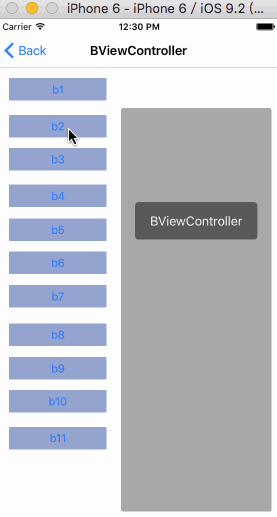 iPhone 6 - iPhone 6 / iOS 9.2 (...
Carrier 12:30 PM
Back BViewController
b1
b2
b3
b4
b5
b6
b7
b8
b9
b10
b11
BViewController